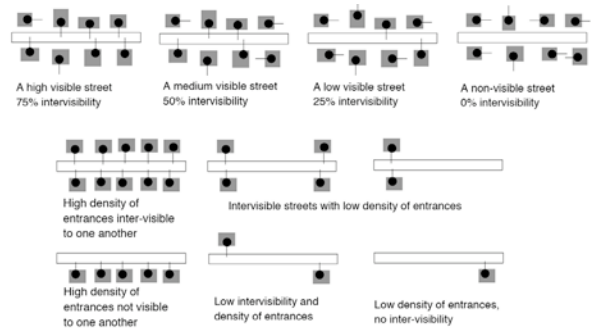 A high visible street
75% intervisibility
A medium visible street
50% intervisibility
A low visible street
25% intervisibility
A non-visible street
0% intervisibility
High density of
entrances inter-visible
to one another
Intervisible streets with low density of entrances
High density of
entrances not visible
to one another
Low intervisibility and
density of entrances
Low density of entrances,
no inter-visibility